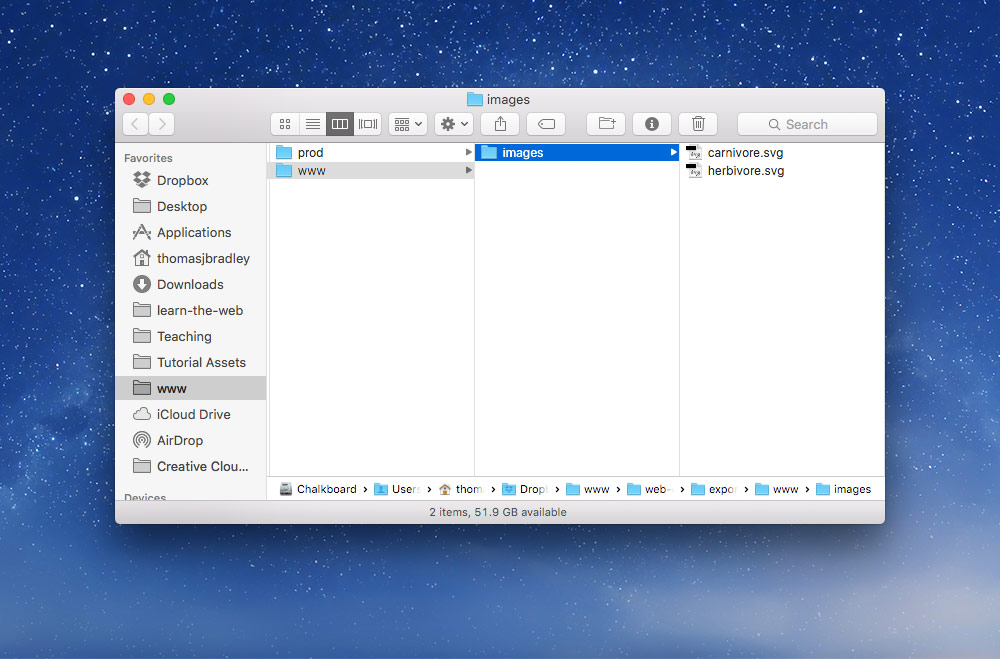 images
Search
Favorites
Dropbox
Desktop
Applications
thomasjbradley
Downloads
learn-the-web
Teaching
Tutorial Assets
www
iCloud Drive
AirDrop
Creative Clou...
Devices
prod
www
images
carnivore.svg
herbivore.svg
Chalkboard Users thom Dropl www web- expor www images
2 items, 51.9 GB available